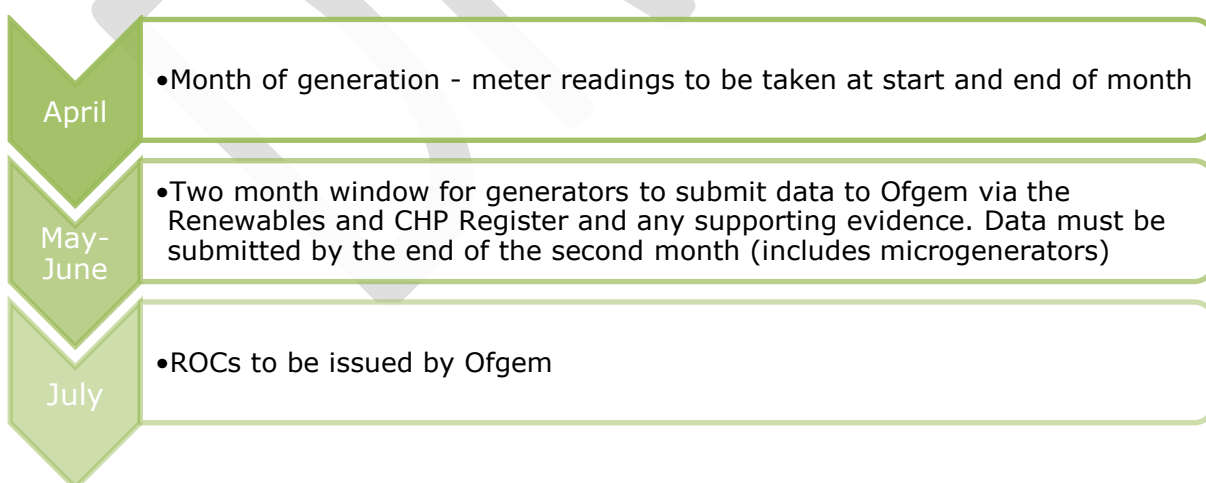 April
•Month of generation - meter readings to be taken at start and end of month
May-
June
•Two month window for generators to submit data to Ofgem via the
Renewables and CHP Register and any supporting evidence. Data must be
submitted by the end of the second month (includes microgenerators)
July
•ROCs to be issued by Ofgem